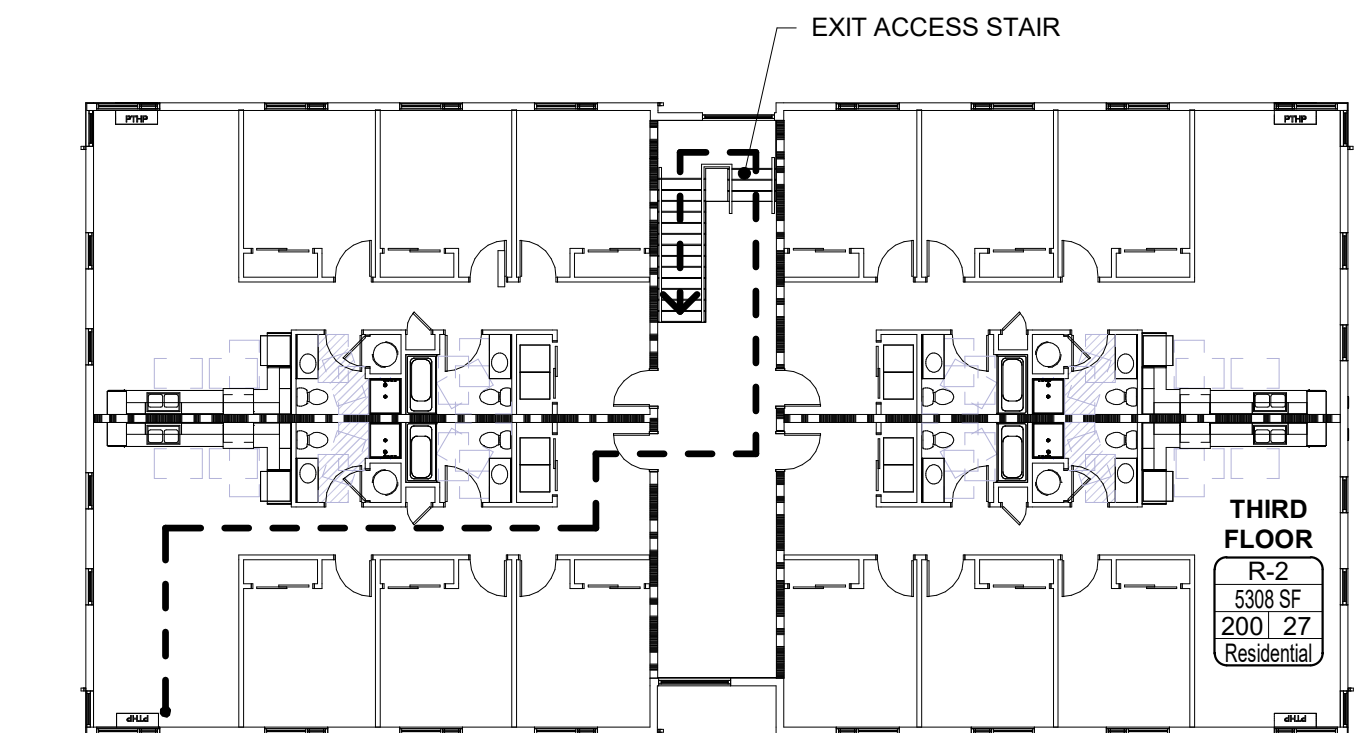 EXIT ACCESS STAIR
PTHP
PTHP
THIRD
FLOOR
R-2
5308 SF
200 27
Residential
PTHP
PTHP